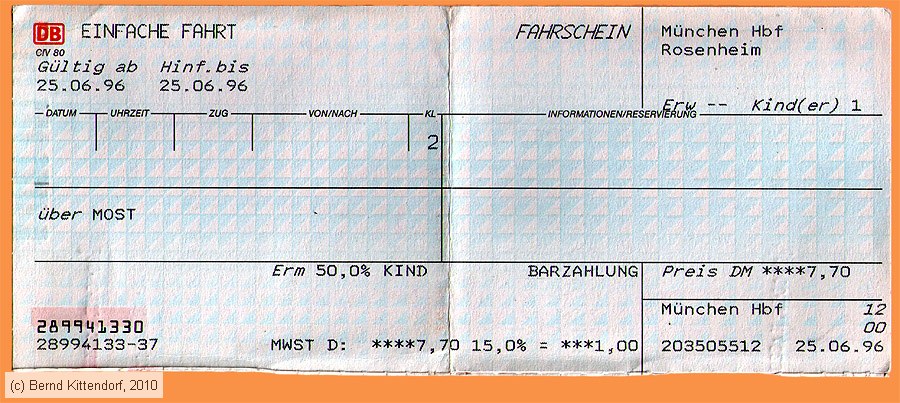 DB EINFACHE FAHRT FAHRSCHEIN München Hbf
CIV 80 Rosenheim
Gültig ab Hinf.bis
25.06.96 25.06.96
Erw -- Kind(er) 1
DATUM UHRZEIT ZUG VON/NACH KL INFORMATIONEN/RESERVIERUNG
2
über MOST
Erm 50,0% KIND BARZAHLUNG Preis DM ****7,70
München Hbf 12
289941330 00
28994133-37 MWST D: ****7,70 15,0% = ***1,00 203505512 25.06.96
(c) Bernd Kittendorf, 2010